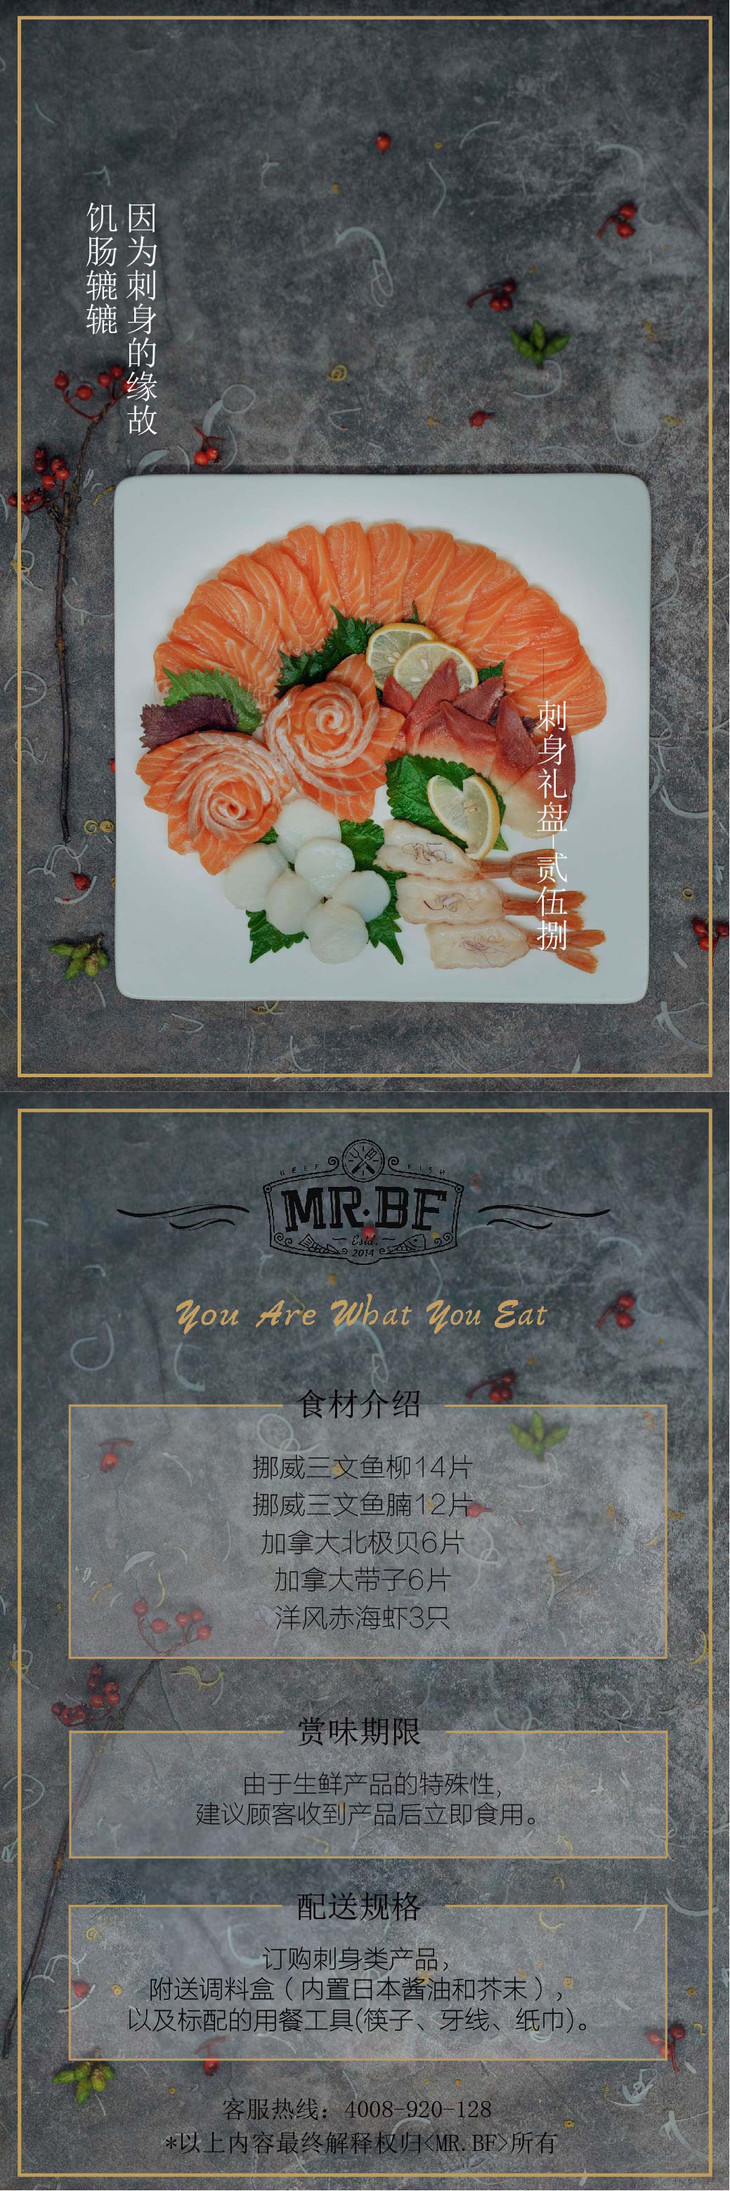 因为刺身的缘故
饥肠辘辘
刺身礼盘-贰伍捌
BEEF FISH
MR·BF
Estd.
2014
You Are What You Eat
食材介绍
挪威三文鱼柳14片
挪威三文鱼腩12片
加拿大北极贝6片
加拿大带子6片
洋风赤海虾3只
赏味期限
由于生鲜产品的特殊性,
建议顾客收到产品后立即食用。
配送规格
订购刺身类产品,
附送调料盒（内置日本酱油和芥末）,
以及标配的用餐工具(筷子、牙线、纸巾)。
客服热线：4008-920-128
*以上内容最终解释权归<MR.BF>所有